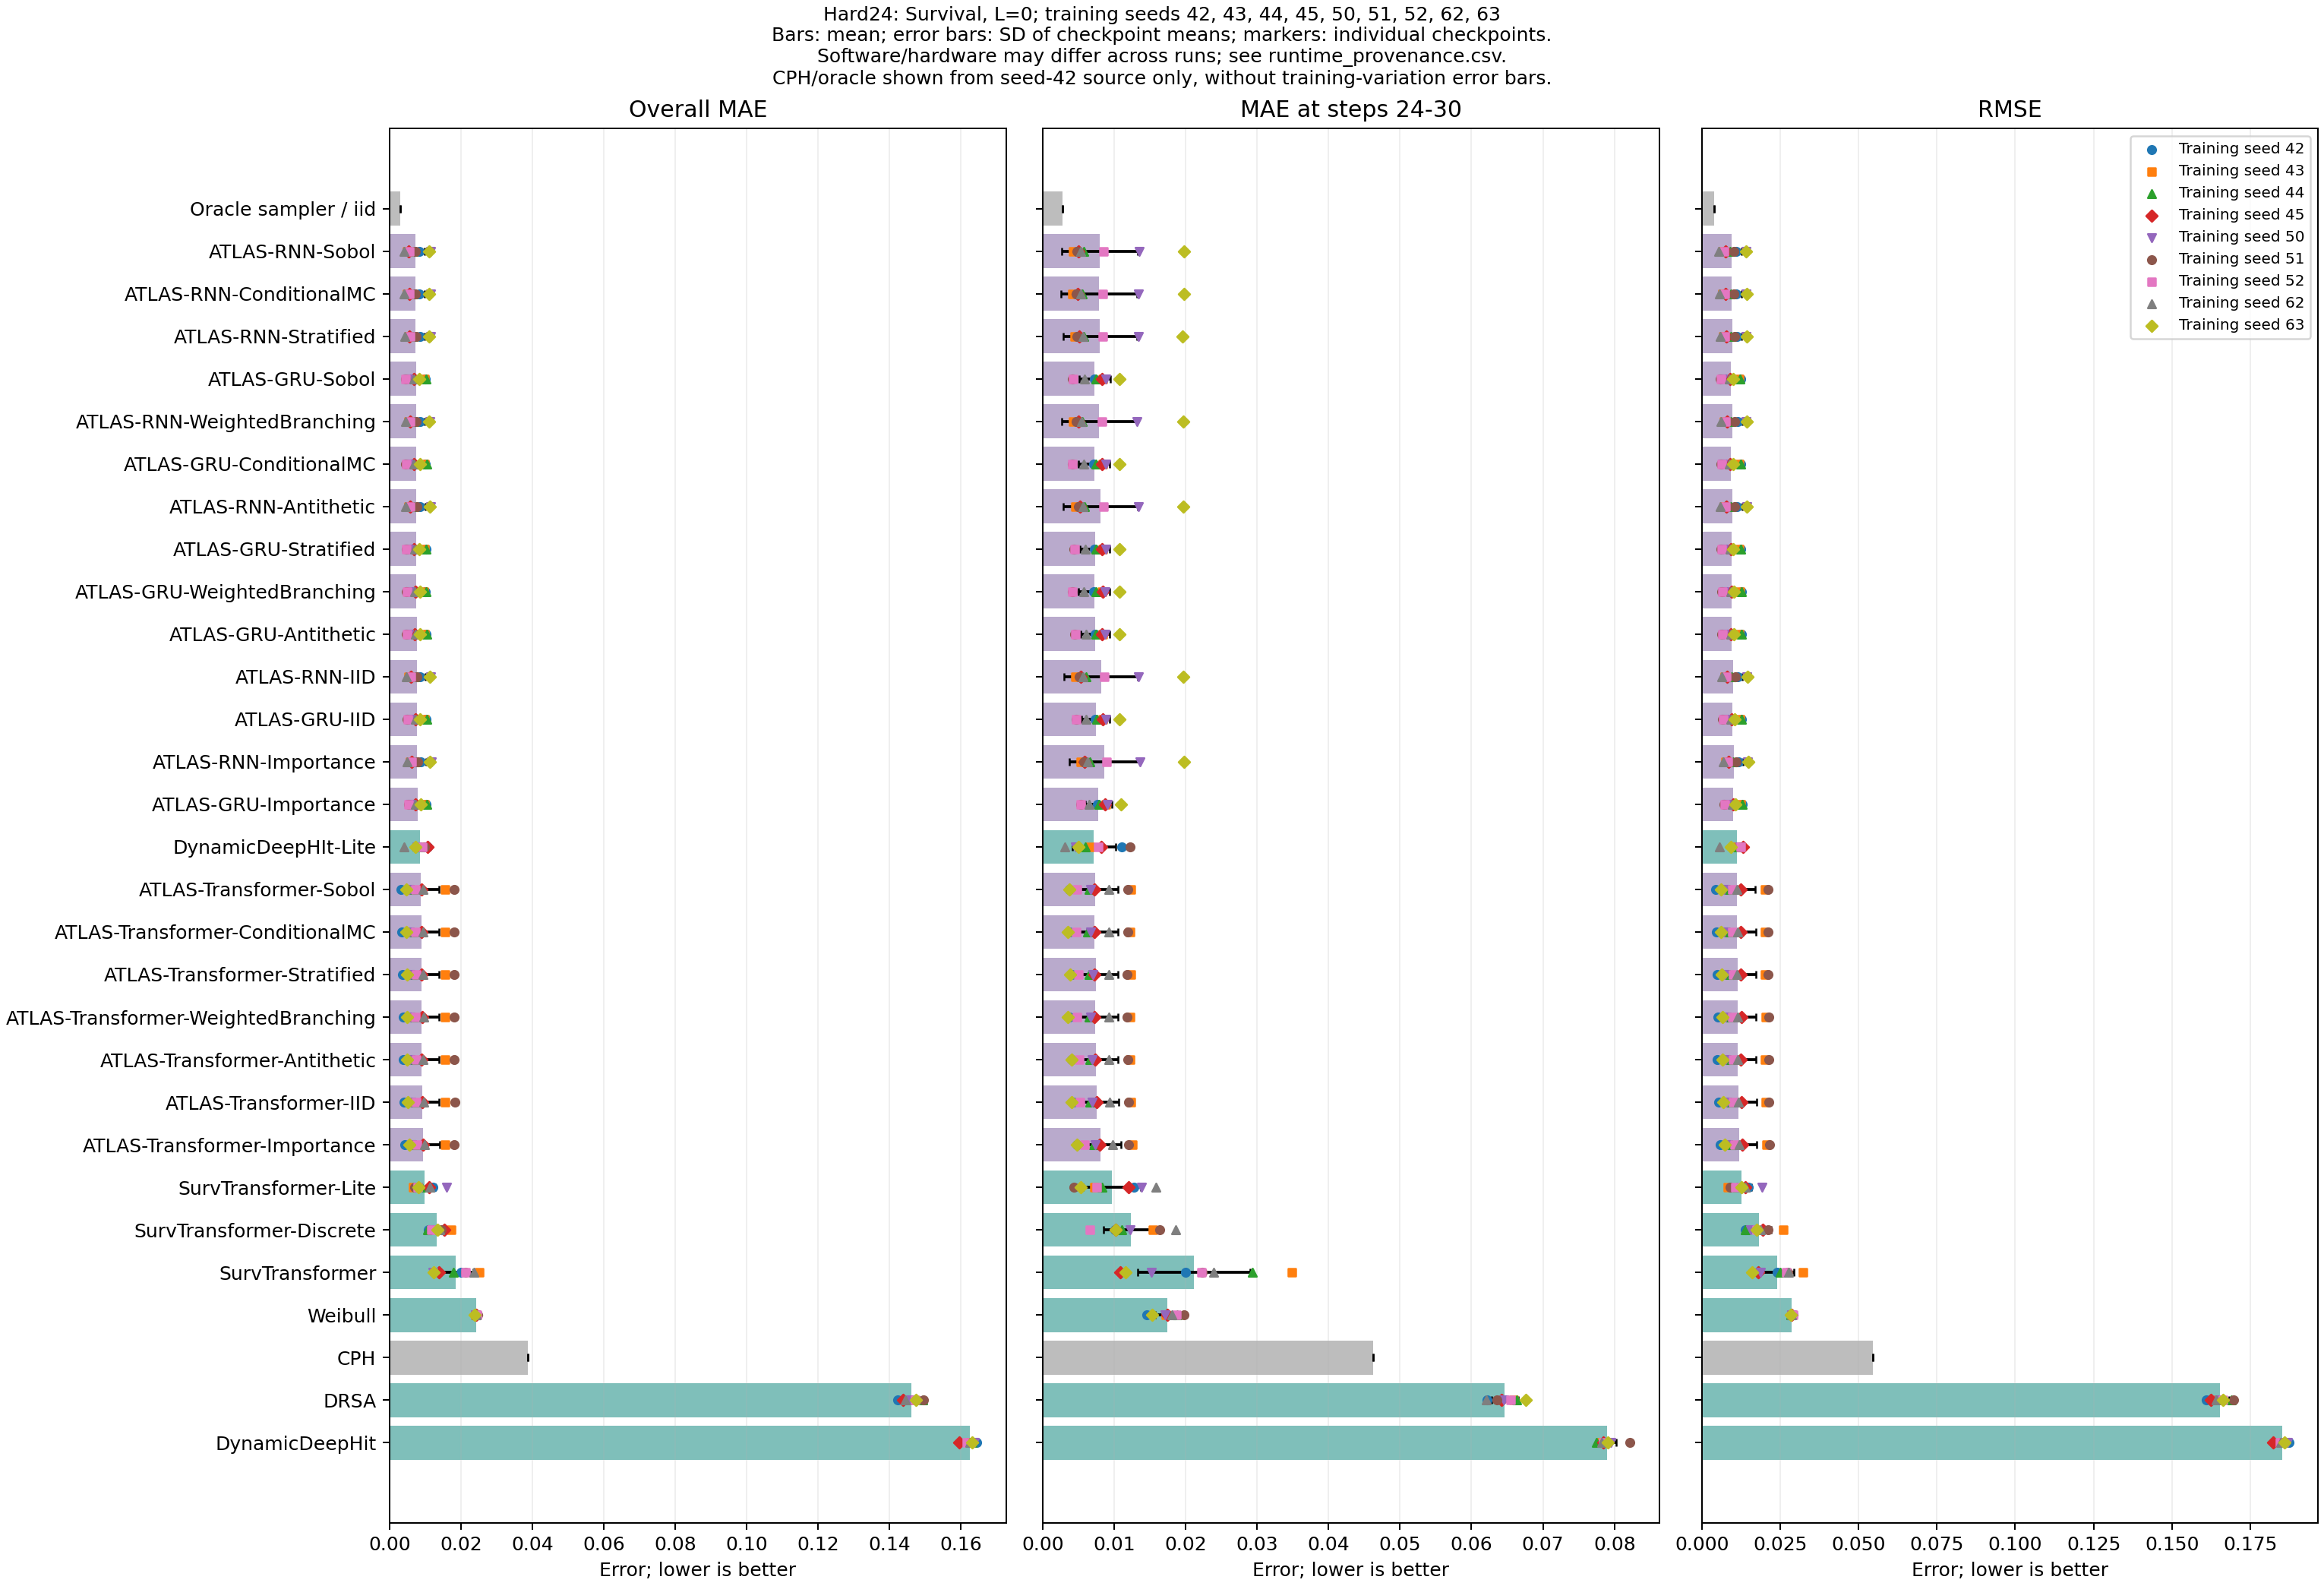 Hard24: Survival, L=0; training seeds 42, 43, 44, 45, 50, 51, 52, 62, 63
Bars: mean; error bars: SD of checkpoint means; markers: individual checkpoints.
Software/hardware may differ across runs; see runtime_provenance.csv.
CPH/oracle shown from seed-42 source only, without training-variation error bars.
Overall MAE
MAE at steps 24-30
RMSE
Training seed 42
Training seed 43
Training seed 44
Training seed 45
Training seed 50
Training seed 51
Training seed 52
Training seed 62
Training seed 63
Oracle sampler / iid
ATLAS-RNN-Sobol
ATLAS-RNN-ConditionalMC
ATLAS-RNN-Stratified
ATLAS-GRU-Sobol
ATLAS-RNN-WeightedBranching
ATLAS-GRU-ConditionalMC
ATLAS-RNN-Antithetic
ATLAS-GRU-Stratified
ATLAS-GRU-WeightedBranching
ATLAS-GRU-Antithetic
ATLAS-RNN-IID
ATLAS-GRU-IID
ATLAS-RNN-Importance
ATLAS-GRU-Importance
DynamicDeepHIt-Lite
ATLAS-Transformer-Sobol
ATLAS-Transformer-ConditionalMC
ATLAS-Transformer-Stratified
ATLAS-Transformer-WeightedBranching
ATLAS-Transformer-Antithetic
ATLAS-Transformer-IID
ATLAS-Transformer-Importance
SurvTransformer-Lite
SurvTransformer-Discrete
SurvTransformer
Weibull
CPH
DRSA
DynamicDeepHit
0.00 0.02 0.04 0.06 0.08 0.10 0.12 0.14 0.16
0.00 0.01 0.02 0.03 0.04 0.05 0.06 0.07 0.08
0.000 0.025 0.050 0.075 0.100 0.125 0.150 0.175
Error; lower is better
Error; lower is better
Error; lower is better